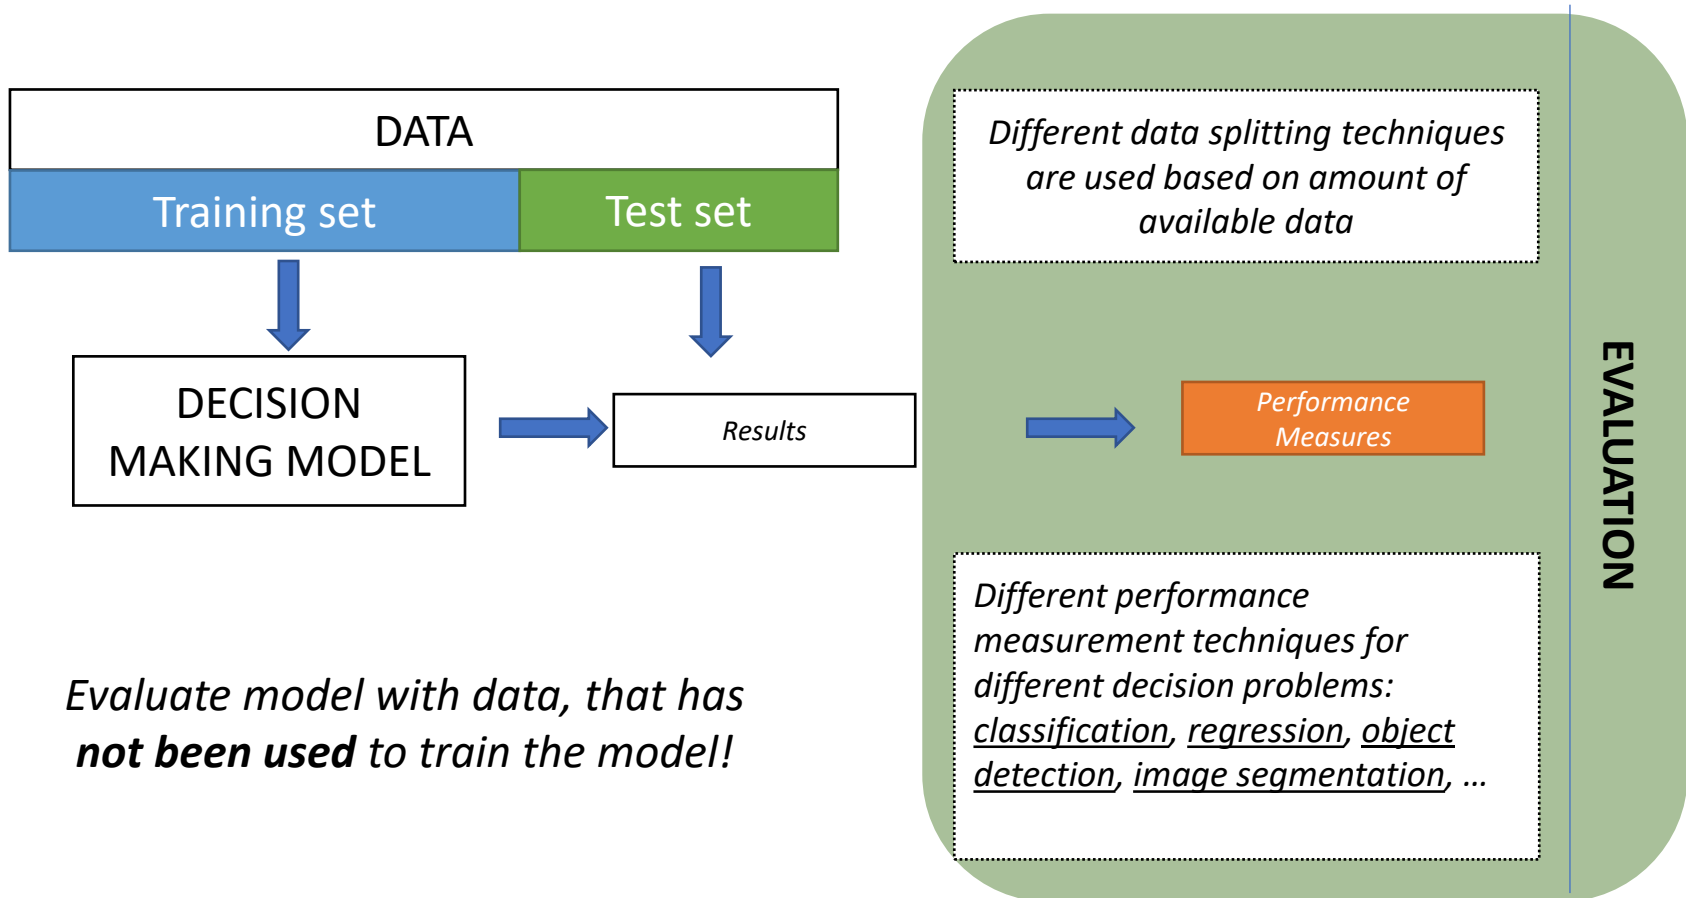 DATA
Training set
Test set
DECISION
MAKING MODEL
Results
Evaluate model with data, that has
not been used to train the model!
Different data splitting techniques
are used based on amount of
available data
Performance
Measures
Different performance
measurement techniques for
different decision problems:
classification, regression, object
detection, image segmentation, …
EVALUATION